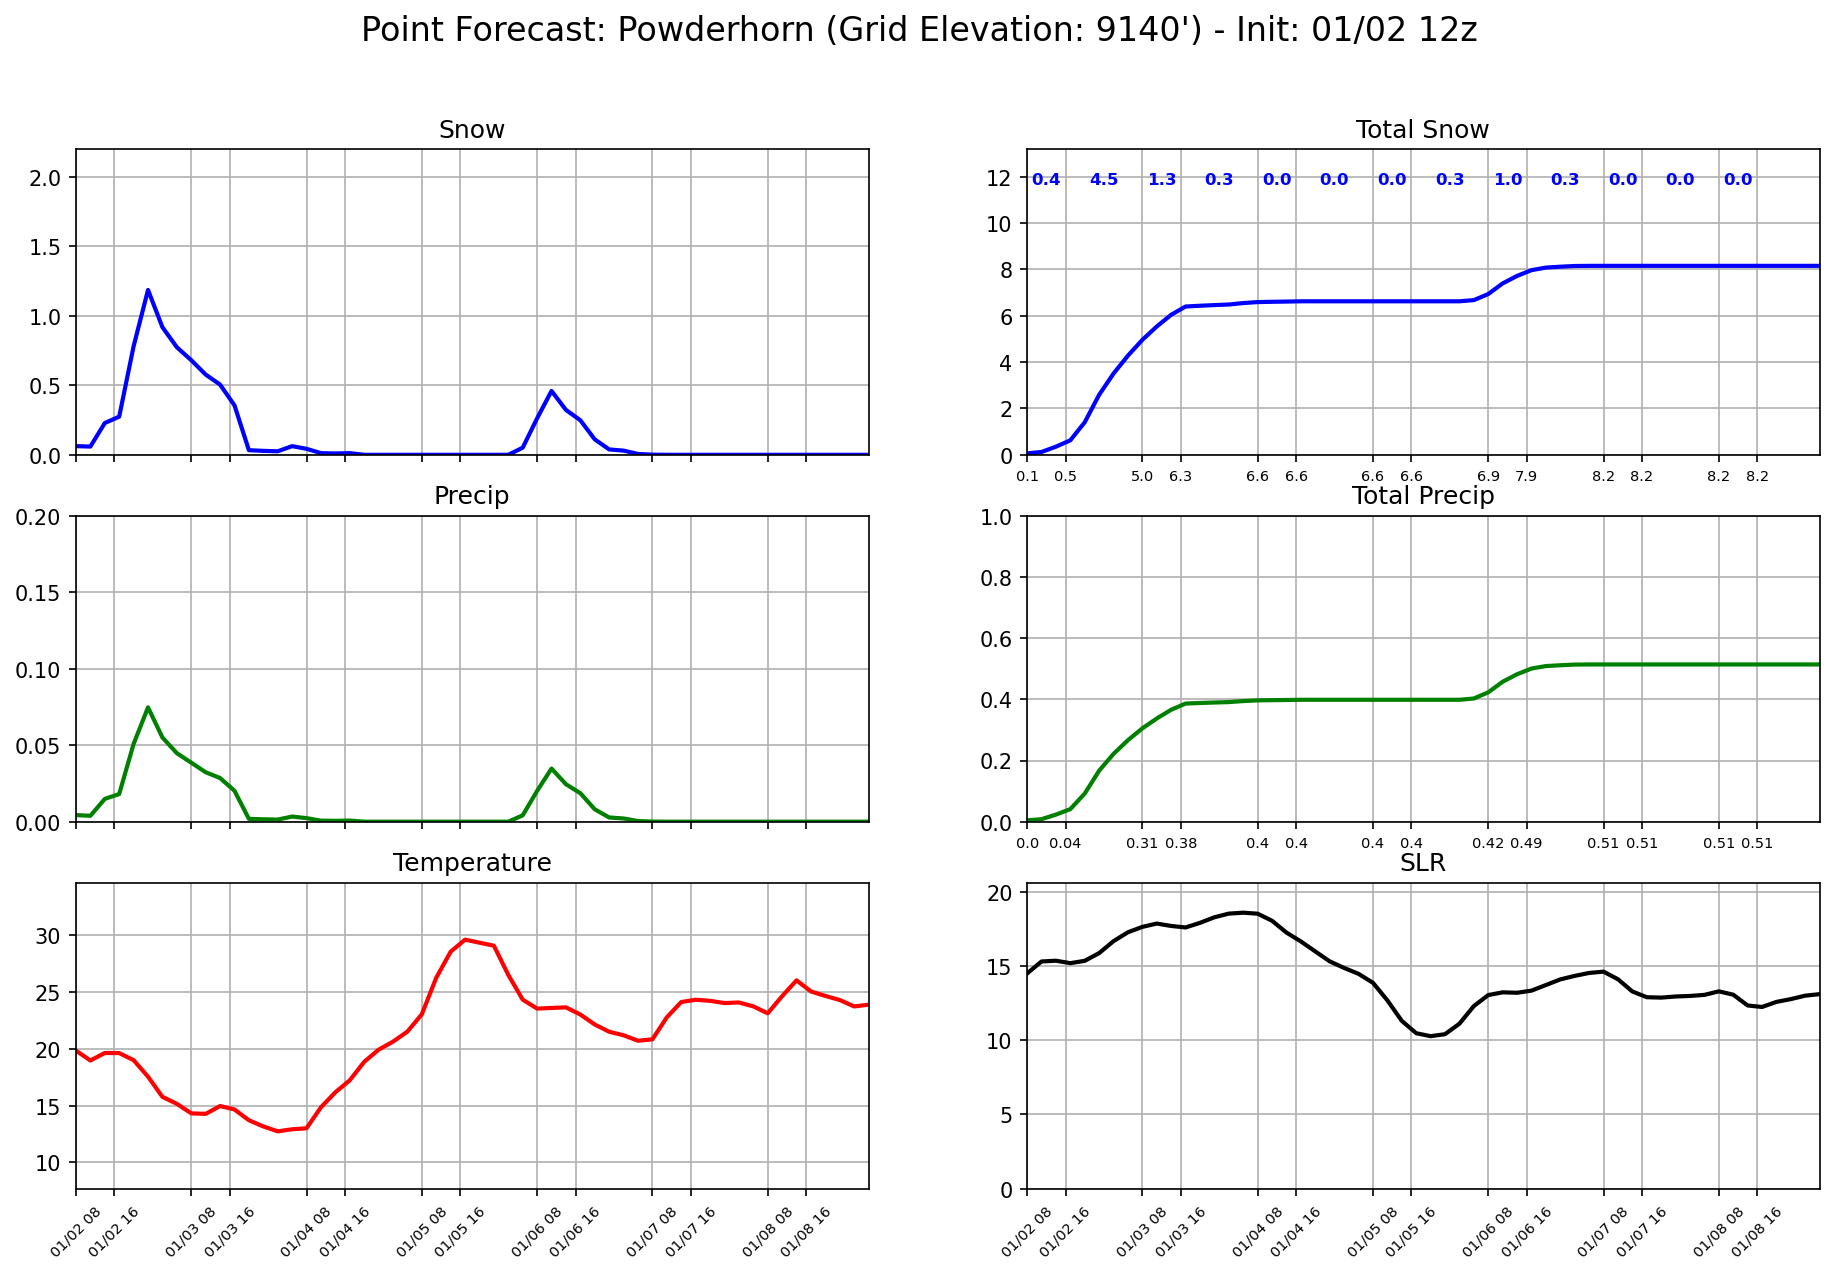 Point Forecast: Powderhorn (Grid Elevation: 9140') - Init: 01/02 12z
Snow
2.0
1.5
1.0
0.5
0.0
Total Snow
12
10
8
6
4
2
0
0.4 4.5 1.3 0.3 0.0 0.0 0.0 0.3 1.0 0.3 0.0 0.0 0.0
0.1 0.5 5.0 6.3 6.6 6.6 6.6 6.6 6.9 7.9 8.2 8.2 8.2 8.2
Precip
0.20
0.15
0.10
0.05
0.00
Total Precip
1.0
0.8
0.6
0.4
0.2
0.0
0.0 0.04 0.31 0.38 0.4 0.4 0.4 0.4 0.42 0.49 0.51 0.51 0.51 0.51
Temperature
30
25
20
15
10
01/02 08 01/02 16 01/03 08 01/03 16 01/04 08 01/04 16 01/05 08 01/05 16 01/06 08 01/06 16 01/07 08 01/07 16 01/08 08 01/08 16
SLR
20
15
10
5
0
01/02 08 01/02 16 01/03 08 01/03 16 01/04 08 01/04 16 01/05 08 01/05 16 01/06 08 01/06 16 01/07 08 01/07 16 01/08 08 01/08 16